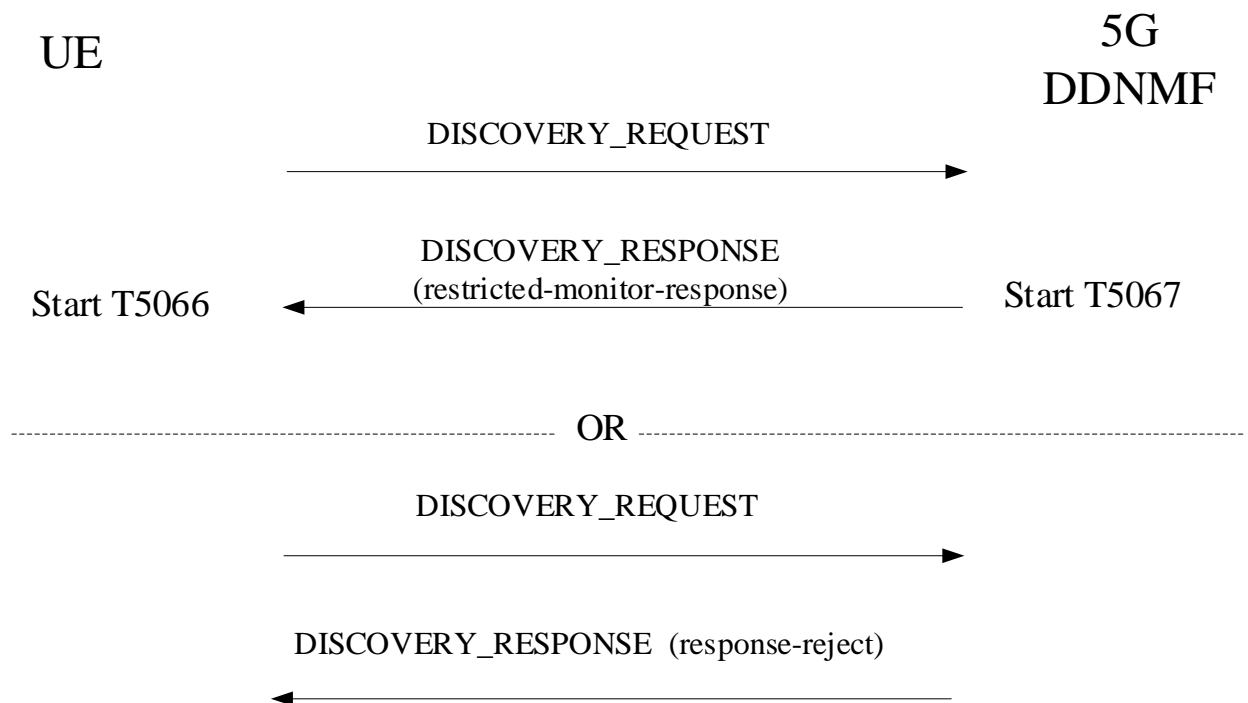 UE
5G
DDNMF
DISCOVERY_REQUEST
DISCOVERY_RESPONSE
(restricted-monitor-response)
Start T5066
Start T5067
OR
DISCOVERY_REQUEST
DISCOVERY_RESPONSE (response-reject)